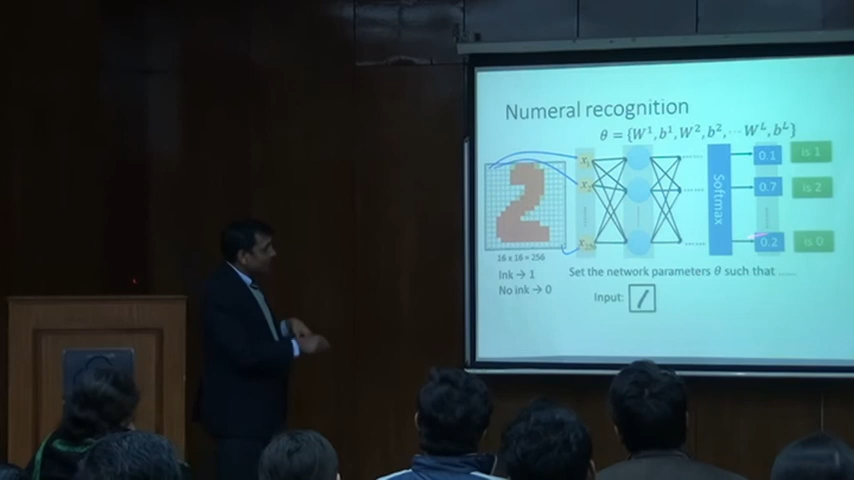 Numeral recognition
θ = {W¹, b¹, W², b², ⋯ Wᴸ, bᴸ}
x₁
x₂
x₂₅₆
......
......
......
Softmax
0.1
0.7
0.2
is 1
is 2
is 0
16 x 16 = 256
Ink → 1
No ink → 0
Set the network parameters θ such that ......
Input: